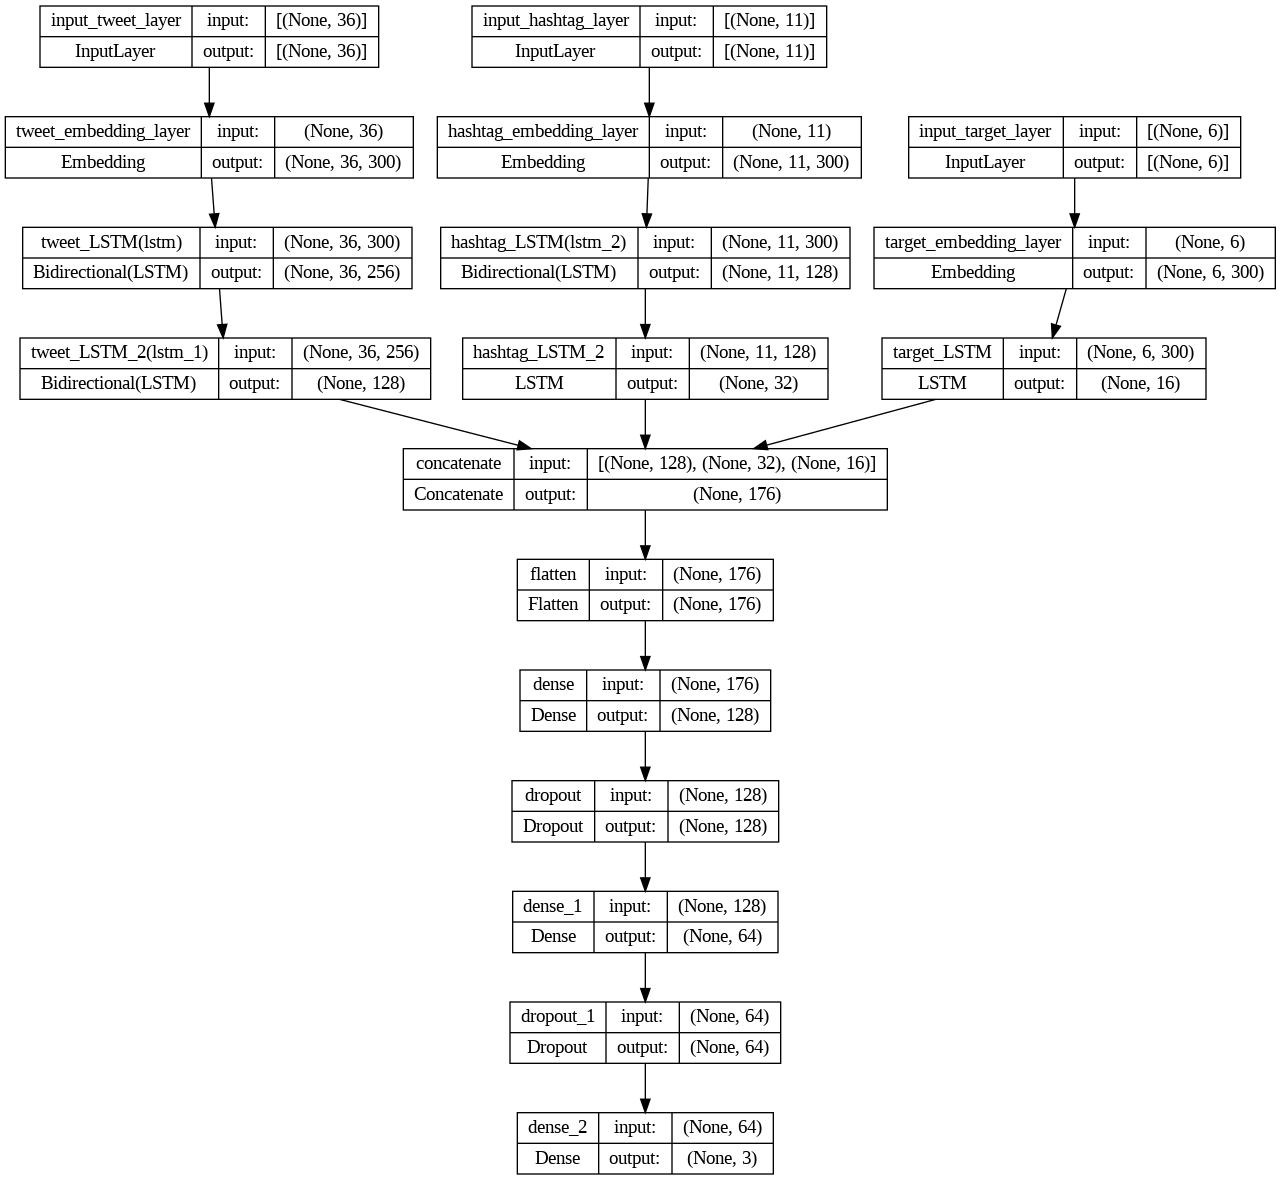 input_tweet_layer input: [(None, 36)]
InputLayer output: [(None, 36)]
input_hashtag_layer input: [(None, 11)]
InputLayer output: [(None, 11)]
tweet_embedding_layer input: (None, 36)
Embedding output: (None, 36, 300)
hashtag_embedding_layer input: (None, 11)
Embedding output: (None, 11, 300)
input_target_layer input: [(None, 6)]
InputLayer output: [(None, 6)]
tweet_LSTM(lstm) input: (None, 36, 300)
Bidirectional(LSTM) output: (None, 36, 256)
hashtag_LSTM(lstm_2) input: (None, 11, 300)
Bidirectional(LSTM) output: (None, 11, 128)
target_embedding_layer input: (None, 6)
Embedding output: (None, 6, 300)
tweet_LSTM_2(lstm_1) input: (None, 36, 256)
Bidirectional(LSTM) output: (None, 128)
hashtag_LSTM_2 input: (None, 11, 128)
LSTM output: (None, 32)
target_LSTM input: (None, 6, 300)
LSTM output: (None, 16)
concatenate input: [(None, 128), (None, 32), (None, 16)]
Concatenate output: (None, 176)
flatten input: (None, 176)
Flatten output: (None, 176)
dense input: (None, 176)
Dense output: (None, 128)
dropout input: (None, 128)
Dropout output: (None, 128)
dense_1 input: (None, 128)
Dense output: (None, 64)
dropout_1 input: (None, 64)
Dropout output: (None, 64)
dense_2 input: (None, 64)
Dense output: (None, 3)